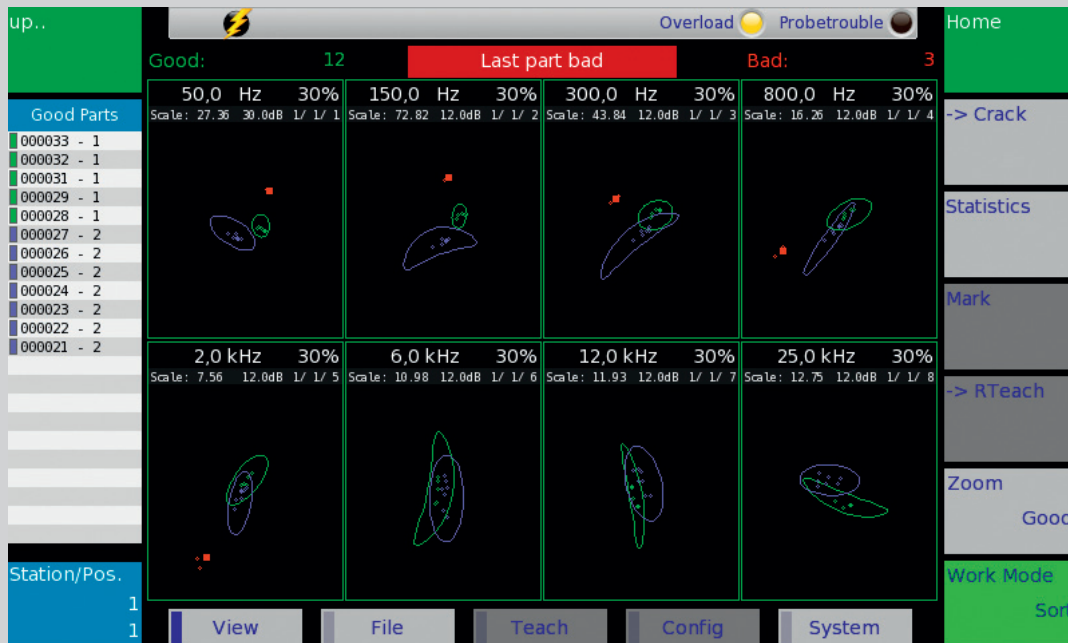 up..
Overload Probetrouble
Home
Good: 12
Last part bad
Bad: 3
50,0 Hz 30%
Scale: 27.36 30.0dB 1/ 1/ 1
150,0 Hz 30%
Scale: 72.82 12.0dB 1/ 1/ 2
300,0 Hz 30%
Scale: 43.84 12.0dB 1/ 1/ 3
800,0 Hz 30%
Scale: 16.26 12.0dB 1/ 1/ 4
Good Parts
000033 - 1
000032 - 1
000031 - 1
000029 - 1
000028 - 1
000027 - 2
000026 - 2
000025 - 2
000024 - 2
000023 - 2
000022 - 2
000021 - 2
-> Crack
Statistics
Mark
2,0 kHz 30%
Scale: 7.56 12.0dB 1/ 1/ 5
6,0 kHz 30%
Scale: 10.98 12.0dB 1/ 1/ 6
12,0 kHz 30%
Scale: 11.93 12.0dB 1/ 1/ 7
25,0 kHz 30%
Scale: 12.75 12.0dB 1/ 1/ 8
-> RTeach
Zoom
Good
Station/Pos.
1
1
Work Mode
Sort
View
File
Teach
Config
System